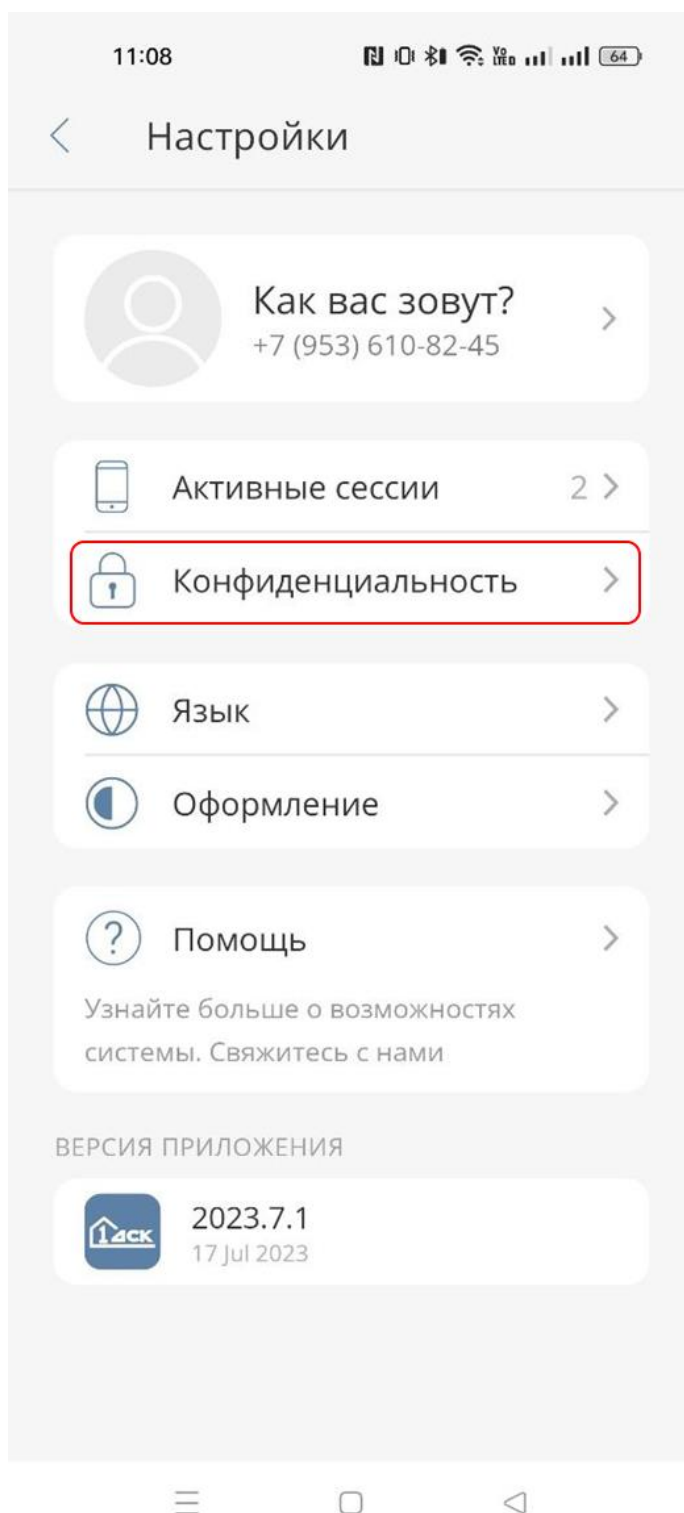 11:08
64
Настройки
Как вас зовут?
+7 (953) 610-82-45
Активные сессии 2
Конфиденциальность
Язык
Оформление
Помощь
Узнайте больше о возможностях
системы. Свяжитесь с нами
ВЕРСИЯ ПРИЛОЖЕНИЯ
1аск
2023.7.1
17 Jul 2023